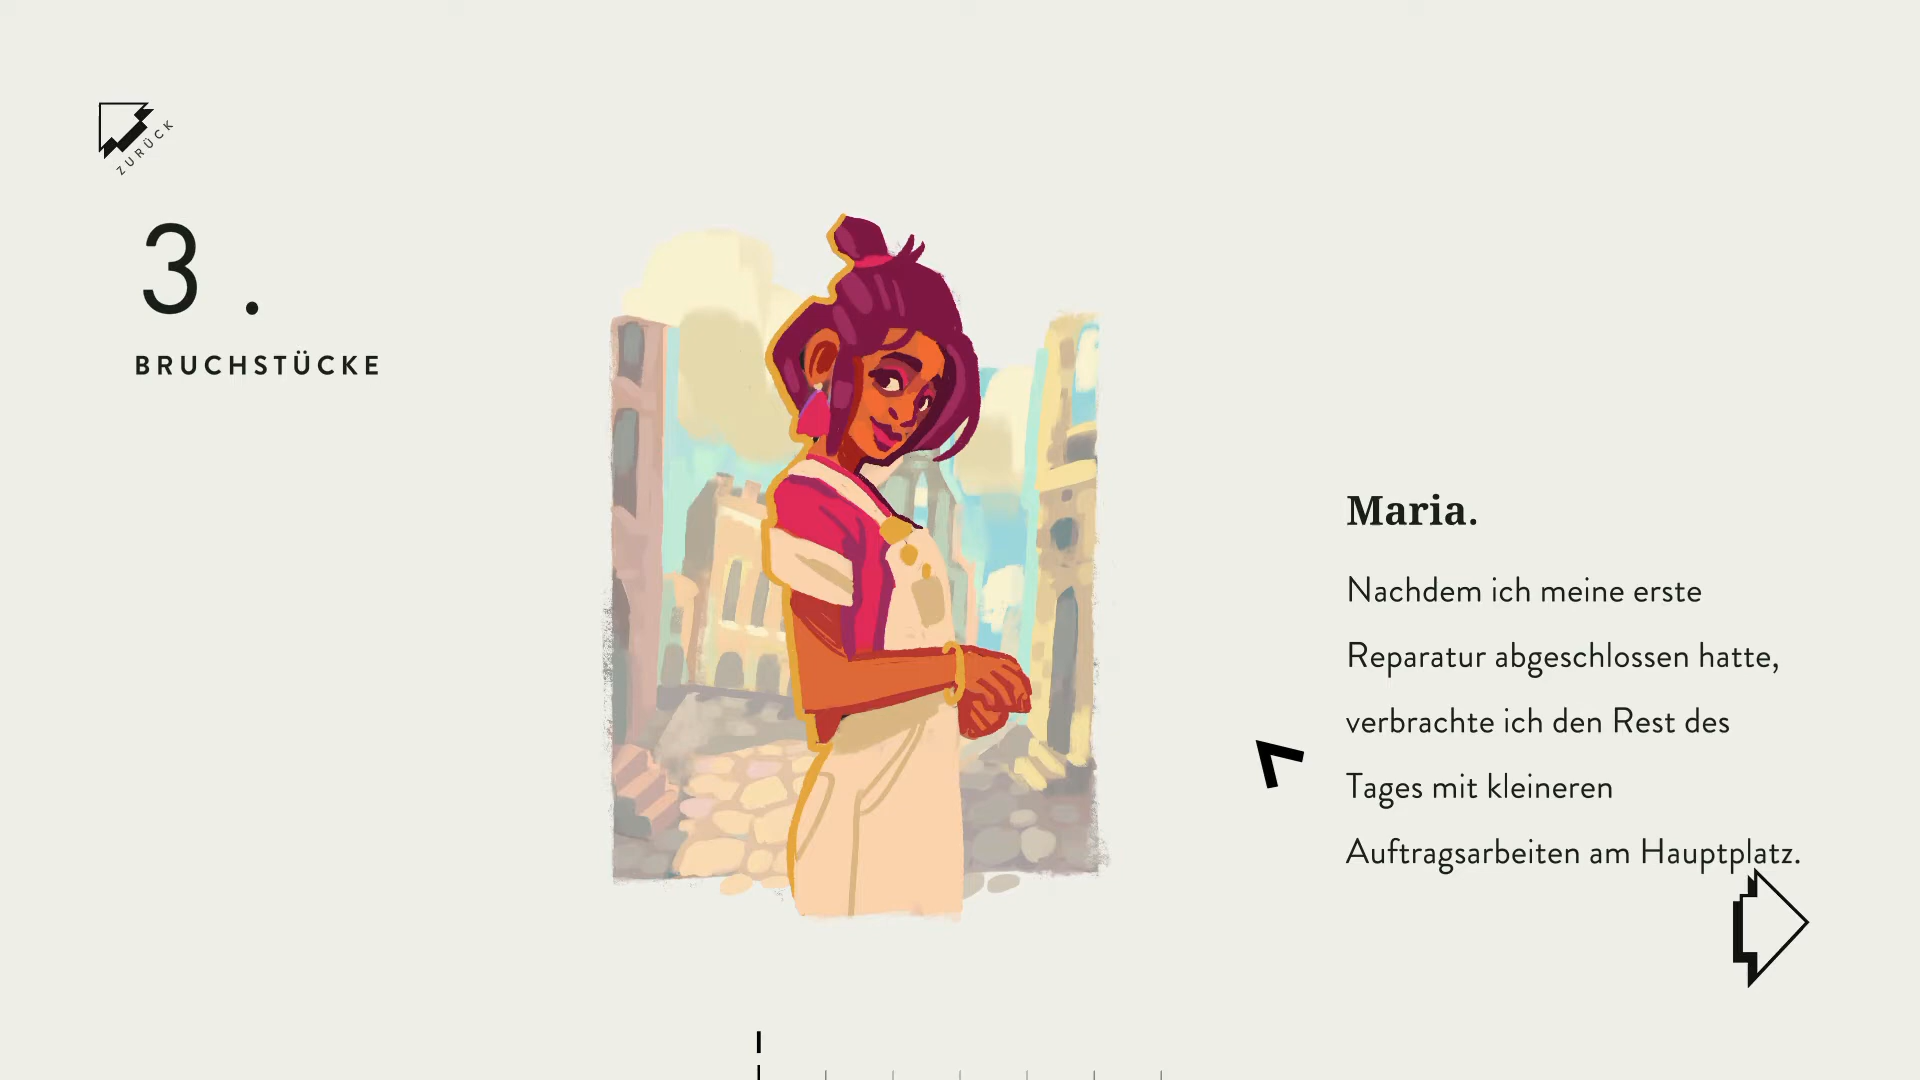 ZURÜCK
3.
BRUCHSTÜCKE
Maria.
Nachdem ich meine erste
Reparatur abgeschlossen hatte,
verbrachte ich den Rest des
Tages mit kleineren
Auftragsarbeiten am Hauptplatz.